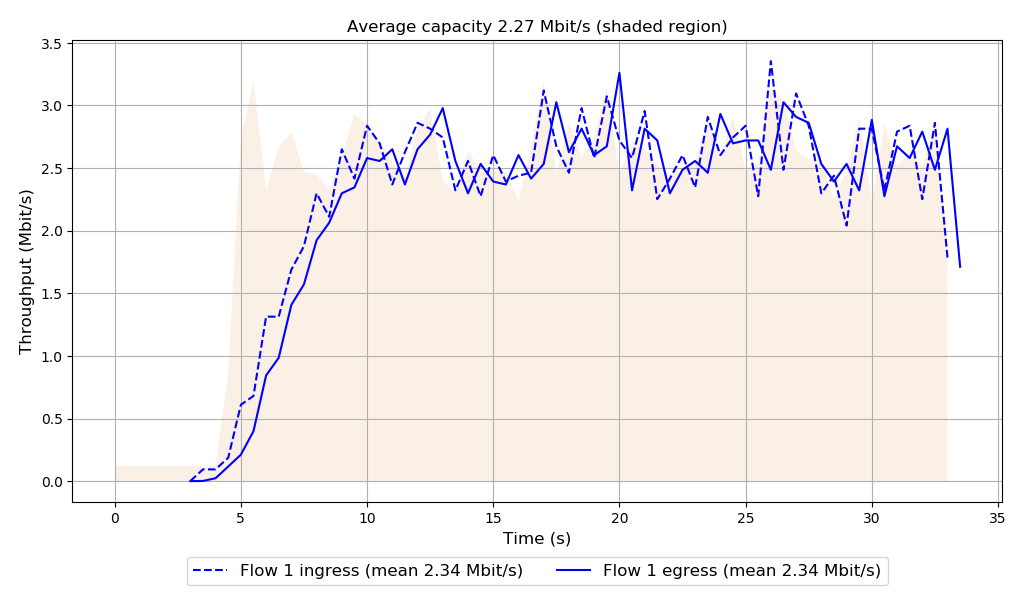 Average capacity 2.27 Mbit/s (shaded region)
3.5
3.0
2.5
2.0
1.5
1.0
0.5
0.0
Throughput (Mbit/s)
0 5 10 15 20 25 30 35
Time (s)
Flow 1 ingress (mean 2.34 Mbit/s) Flow 1 egress (mean 2.34 Mbit/s)